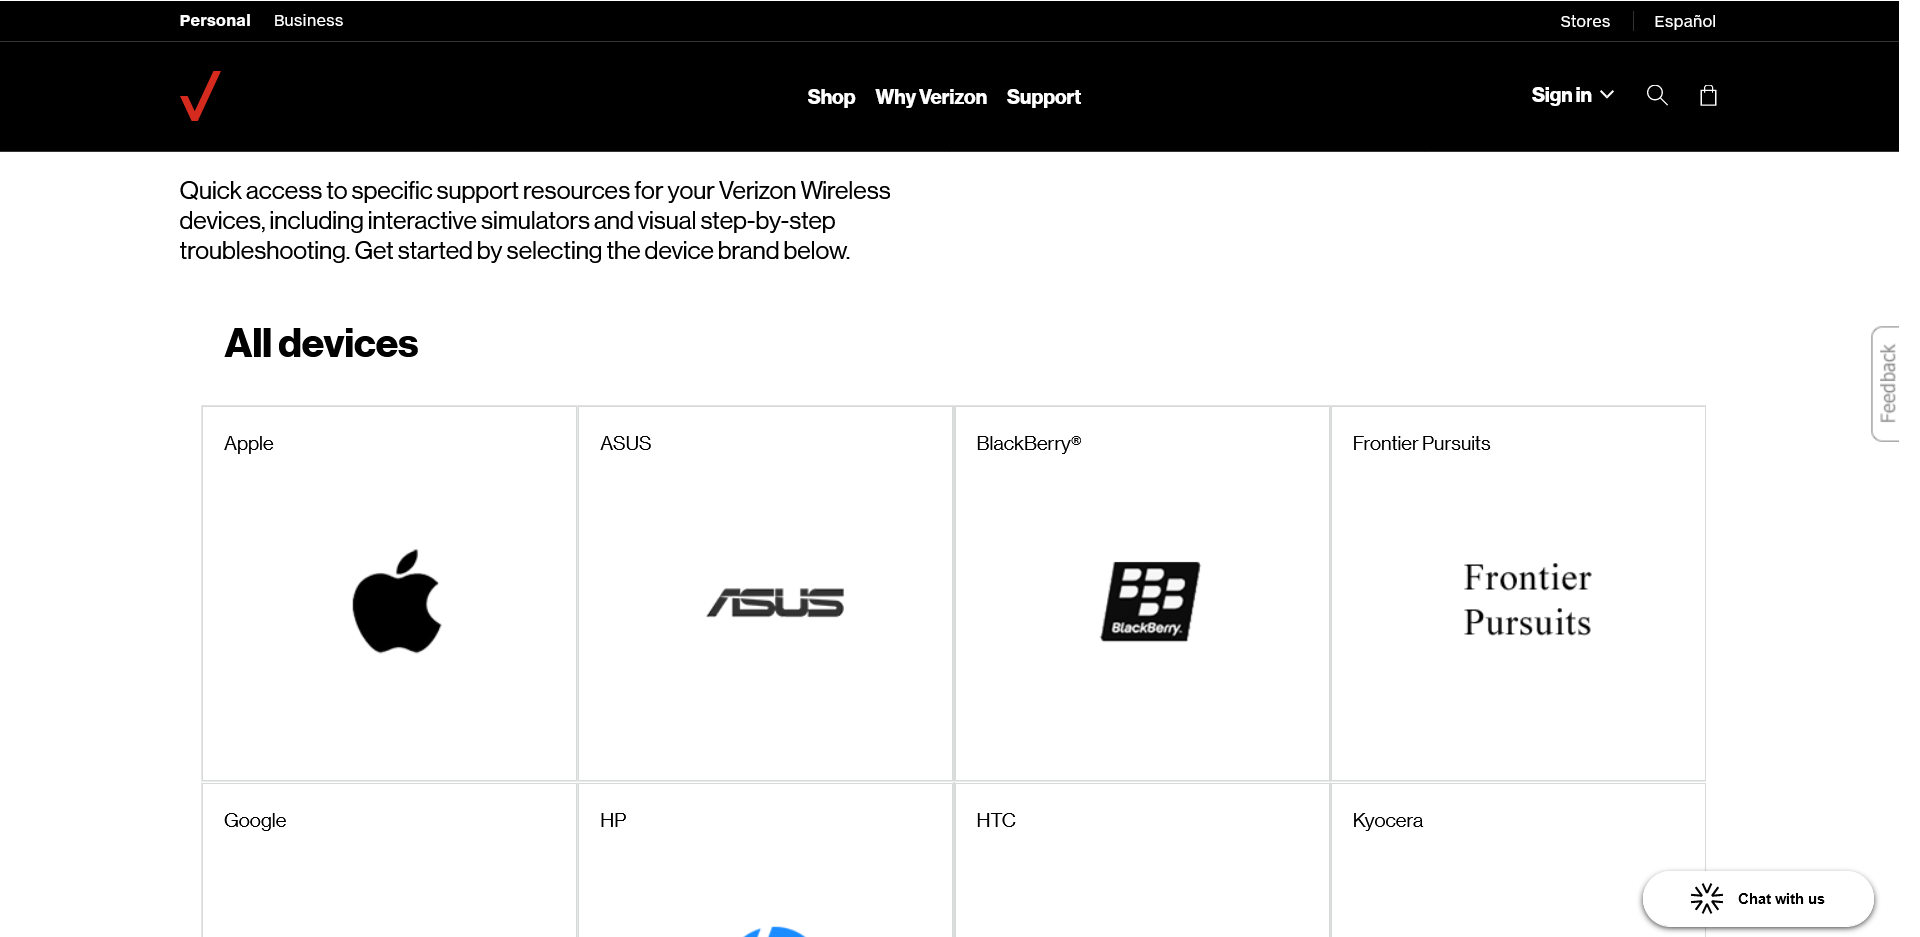 Personal Business
Stores Español
Shop Why Verizon Support
Sign in
Quick access to specific support resources for your Verizon Wireless
devices, including interactive simulators and visual step-by-step
troubleshooting. Get started by selecting the device brand below.
All devices
Feedback
Apple
ASUS
BlackBerry®
Frontier Pursuits
ASUS
BlackBerry.
Frontier
Pursuits
Google
HP
HTC
Kyocera
Chat with us